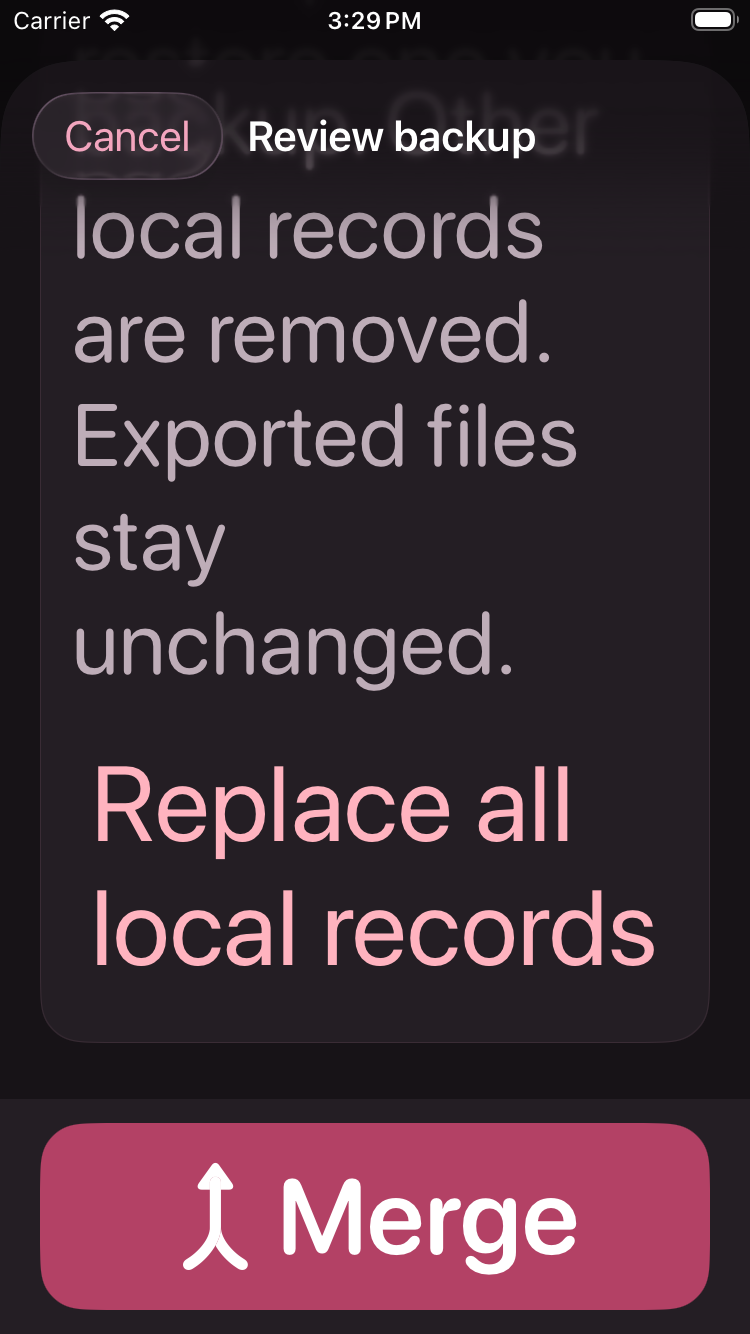 Carrier 3:29 PM
Cancel Review backup
local records
are removed.
Exported files
stay
unchanged.
Replace all
local records
Merge